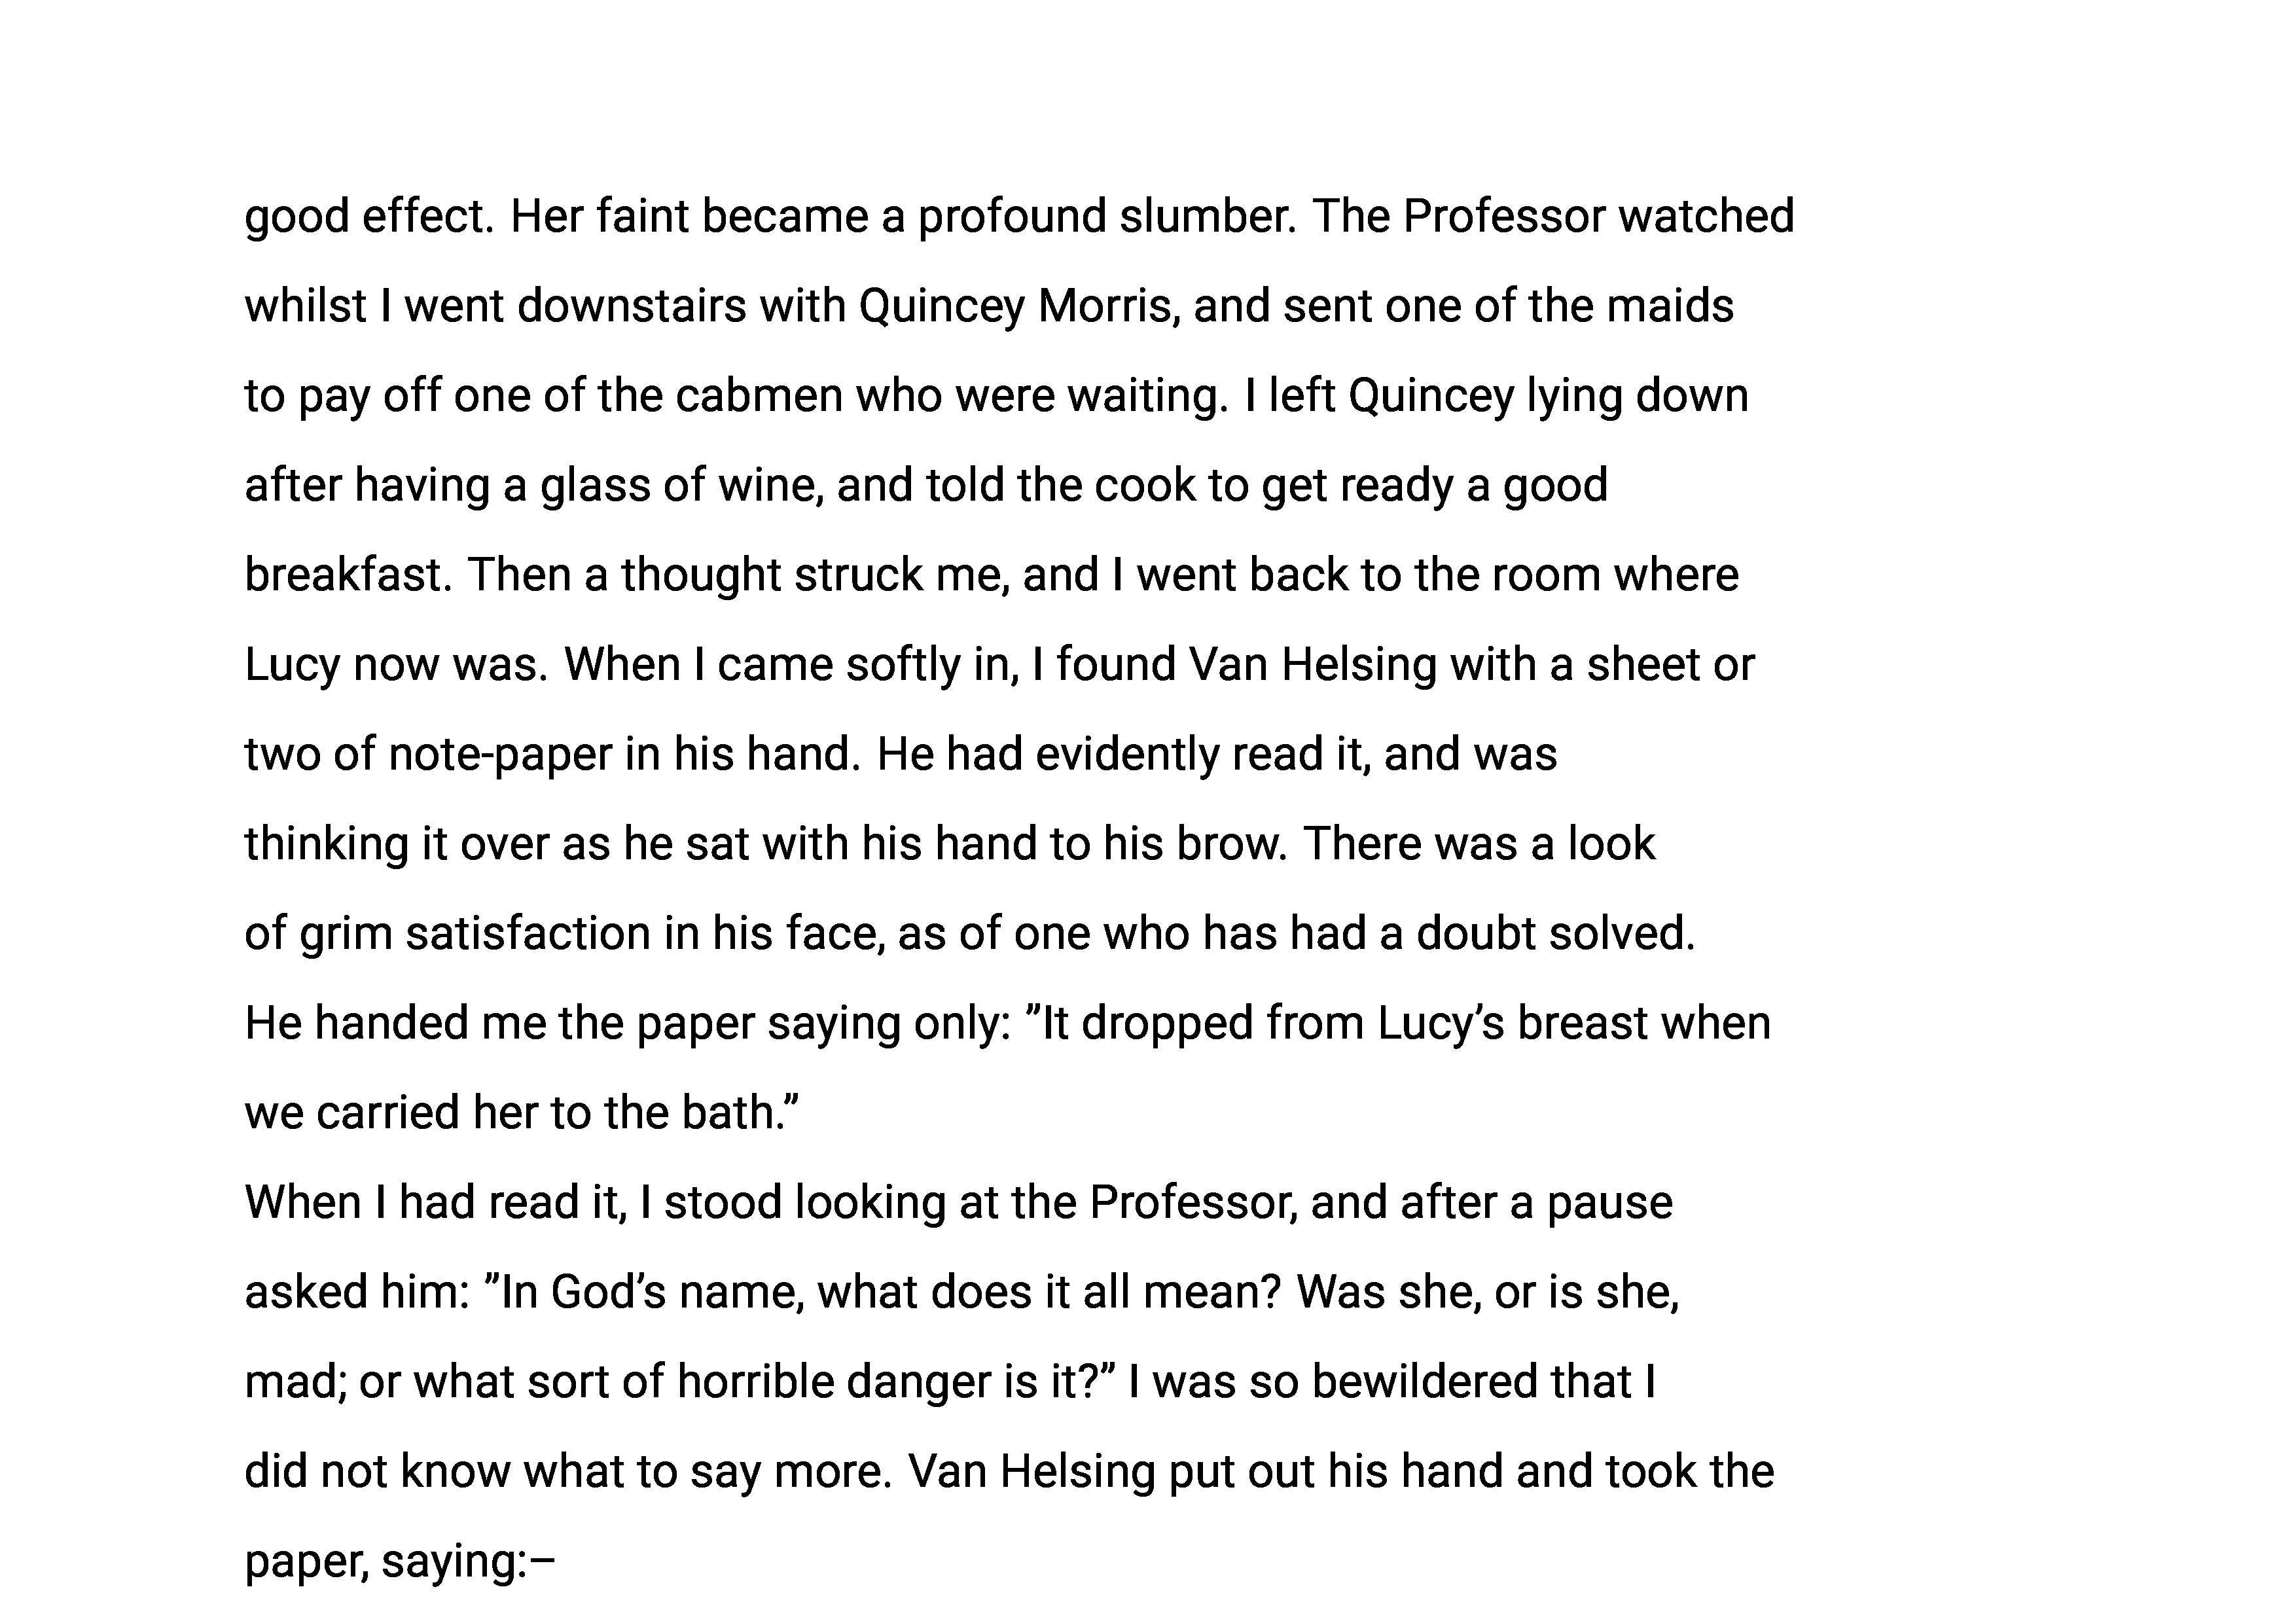 good effect. Her faint became a profound slumber. The Professor watched
whilst I went downstairs with Quincey Morris, and sent one of the maids
to pay off one of the cabmen who were waiting. I left Quincey lying down
after having a glass of wine, and told the cook to get ready a good
breakfast. Then a thought struck me, and I went back to the room where
Lucy now was. When I came softly in, I found Van Helsing with a sheet or
two of note-paper in his hand. He had evidently read it, and was
thinking it over as he sat with his hand to his brow. There was a look
of grim satisfaction in his face, as of one who has had a doubt solved.
He handed me the paper saying only: ”It dropped from Lucy’s breast when
we carried her to the bath.”
When I had read it, I stood looking at the Professor, and after a pause
asked him: ”In God’s name, what does it all mean? Was she, or is she,
mad; or what sort of horrible danger is it?” I was so bewildered that I
did not know what to say more. Van Helsing put out his hand and took the
paper, saying:–